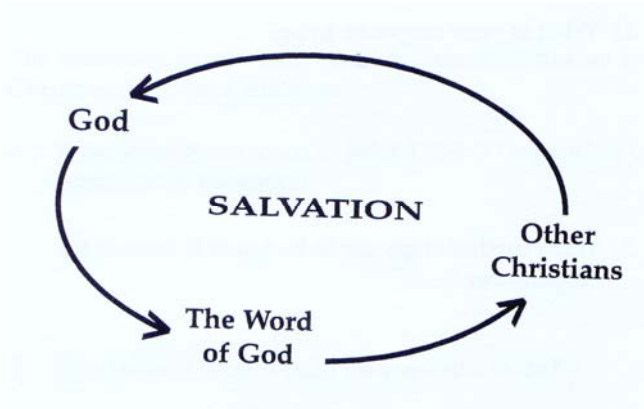 God
SALVATION
Other
Christians
The Word
of God